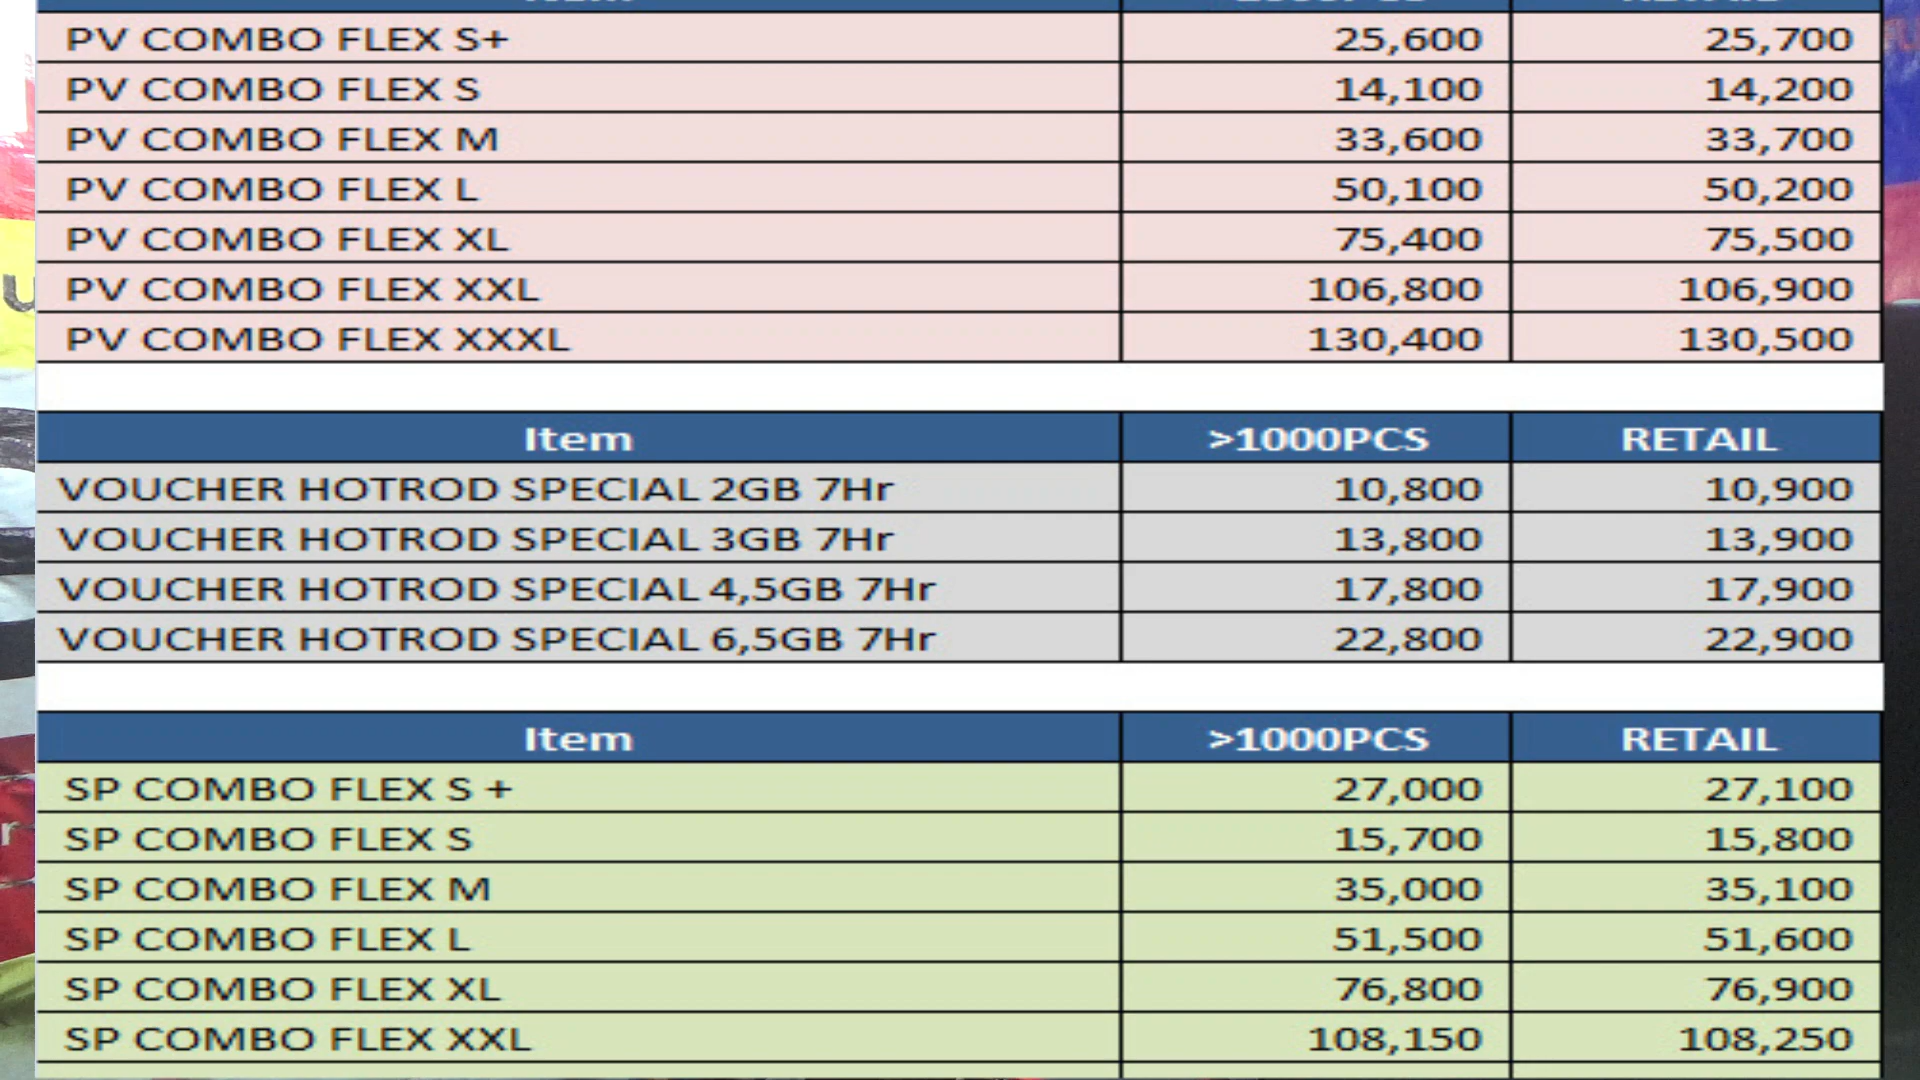 PV COMBO FLEX S+ 25,600 25,700
PV COMBO FLEX S 14,100 14,200
PV COMBO FLEX M 33,600 33,700
PV COMBO FLEX L 50,100 50,200
PV COMBO FLEX XL 75,400 75,500
PV COMBO FLEX XXL 106,800 106,900
PV COMBO FLEX XXXL 130,400 130,500
Item >1000PCS RETAIL
VOUCHER HOTROD SPECIAL 2GB 7Hr 10,800 10,900
VOUCHER HOTROD SPECIAL 3GB 7Hr 13,800 13,900
VOUCHER HOTROD SPECIAL 4,5GB 7Hr 17,800 17,900
VOUCHER HOTROD SPECIAL 6,5GB 7Hr 22,800 22,900
Item >1000PCS RETAIL
SP COMBO FLEX S + 27,000 27,100
SP COMBO FLEX S 15,700 15,800
SP COMBO FLEX M 35,000 35,100
SP COMBO FLEX L 51,500 51,600
SP COMBO FLEX XL 76,800 76,900
SP COMBO FLEX XXL 108,150 108,250